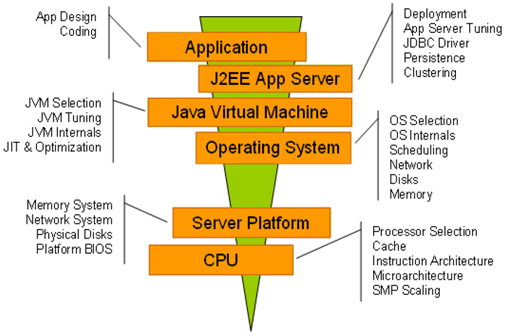 App Design
Coding
Application
Deployment
App Server Tuning
JDBC Driver
Persistence
Clustering
J2EE App Server
JVM Selection
JVM Tuning
JVM Internals
JIT & Optimization
Java Virtual Machine
OS Selection
OS Internals
Scheduling
Network
Disks
Memory
Operating System
Memory System
Network System
Physical Disks
Platform BIOS
Server Platform
CPU
Processor Selection
Cache
Instruction Architecture
Microarchitecture
SMP Scaling